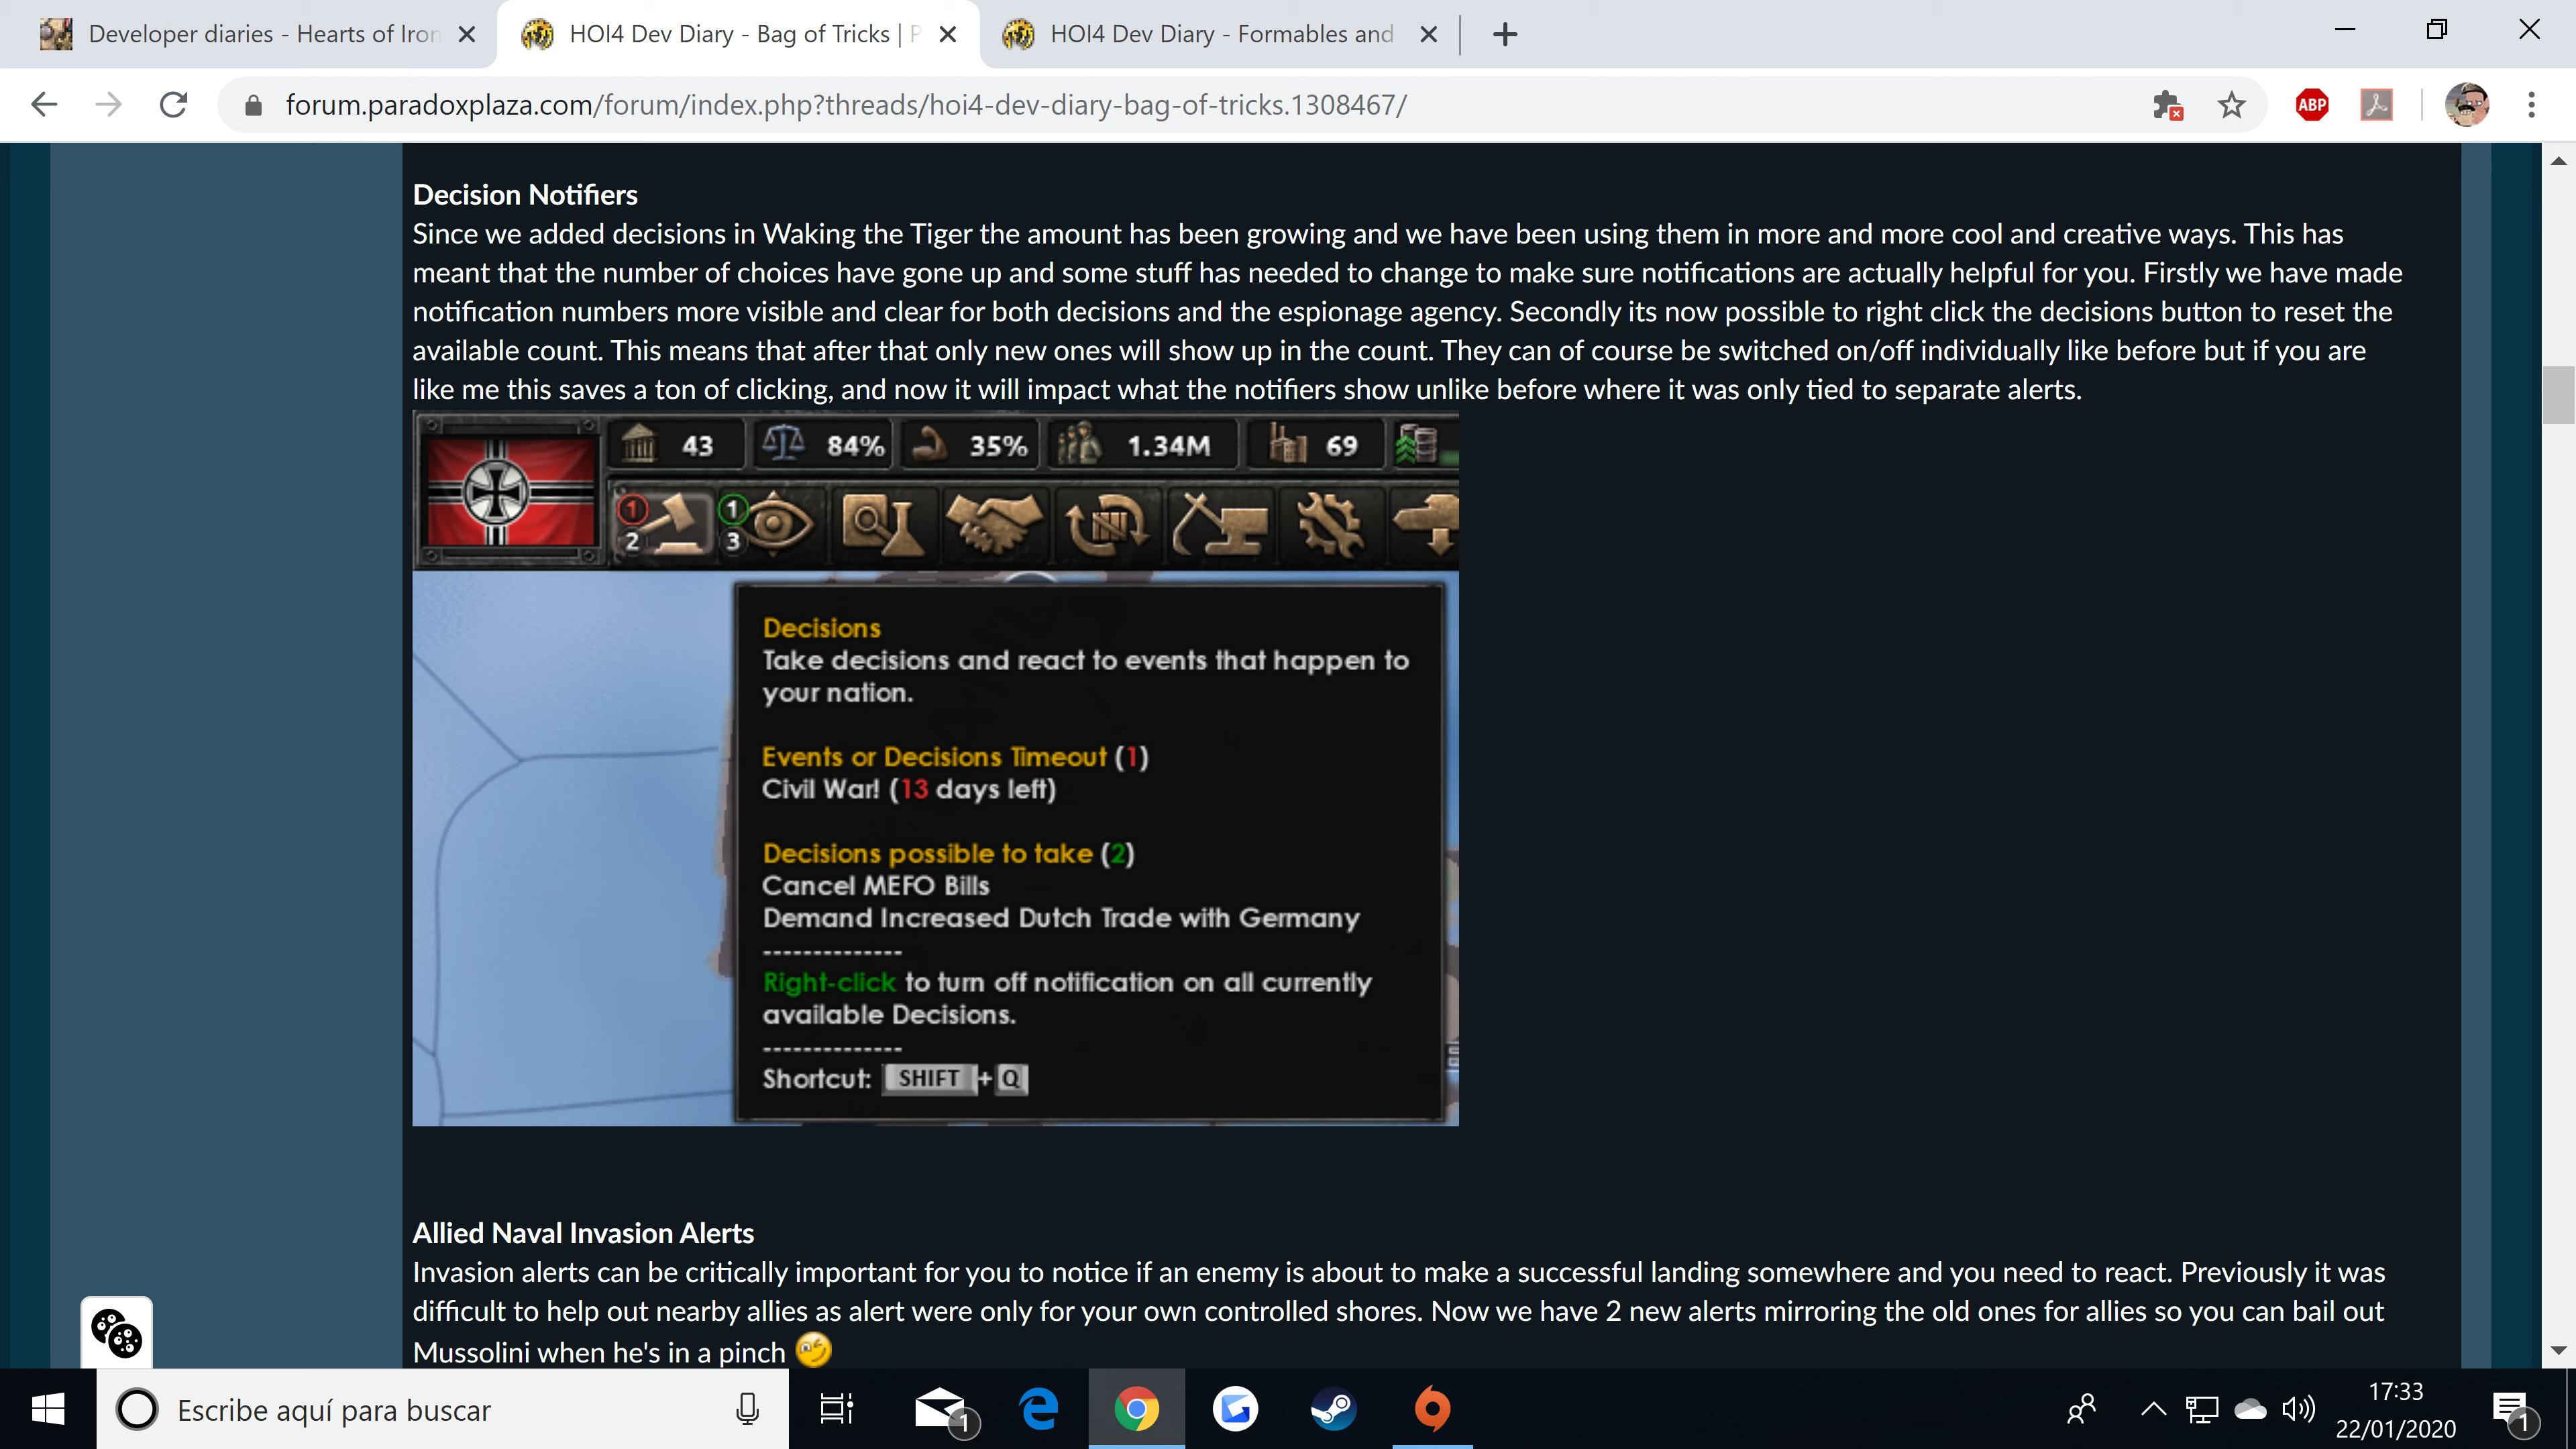 Developer diaries - Hearts of Iron
HOI4 Dev Diary - Bag of Tricks | P
HOI4 Dev Diary - Formables and
forum.paradoxplaza.com/forum/index.php?threads/hoi4-dev-diary-bag-of-tricks.1308467/
ABP
Decision Notifiers
Since we added decisions in Waking the Tiger the amount has been growing and we have been using them in more and more cool and creative ways. This has
meant that the number of choices have gone up and some stuff has needed to change to make sure notifications are actually helpful for you. Firstly we have made
notification numbers more visible and clear for both decisions and the espionage agency. Secondly its now possible to right click the decisions button to reset the
available count. This means that after that only new ones will show up in the count. They can of course be switched on/off individually like before but if you are
like me this saves a ton of clicking, and now it will impact what the notifiers show unlike before where it was only tied to separate alerts.
43 84% 35% 1.34M 69
1 1
2 3
Decisions
Take decisions and react to events that happen to
your nation.
Events or Decisions Timeout (1)
Civil War! (13 days left)
Decisions possible to take (2)
Cancel MEFO Bills
Demand Increased Dutch Trade with Germany
--------------
Right-click to turn off notification on all currently
available Decisions.
--------------
Shortcut: SHIFT + Q
Allied Naval Invasion Alerts
Invasion alerts can be critically important for you to notice if an enemy is about to make a successful landing somewhere and you need to react. Previously it was
difficult to help out nearby allies as alert were only for your own controlled shores. Now we have 2 new alerts mirroring the old ones for allies so you can bail out
Mussolini when he's in a pinch
Escribe aquí para buscar
1
17:33
22/01/2020
1